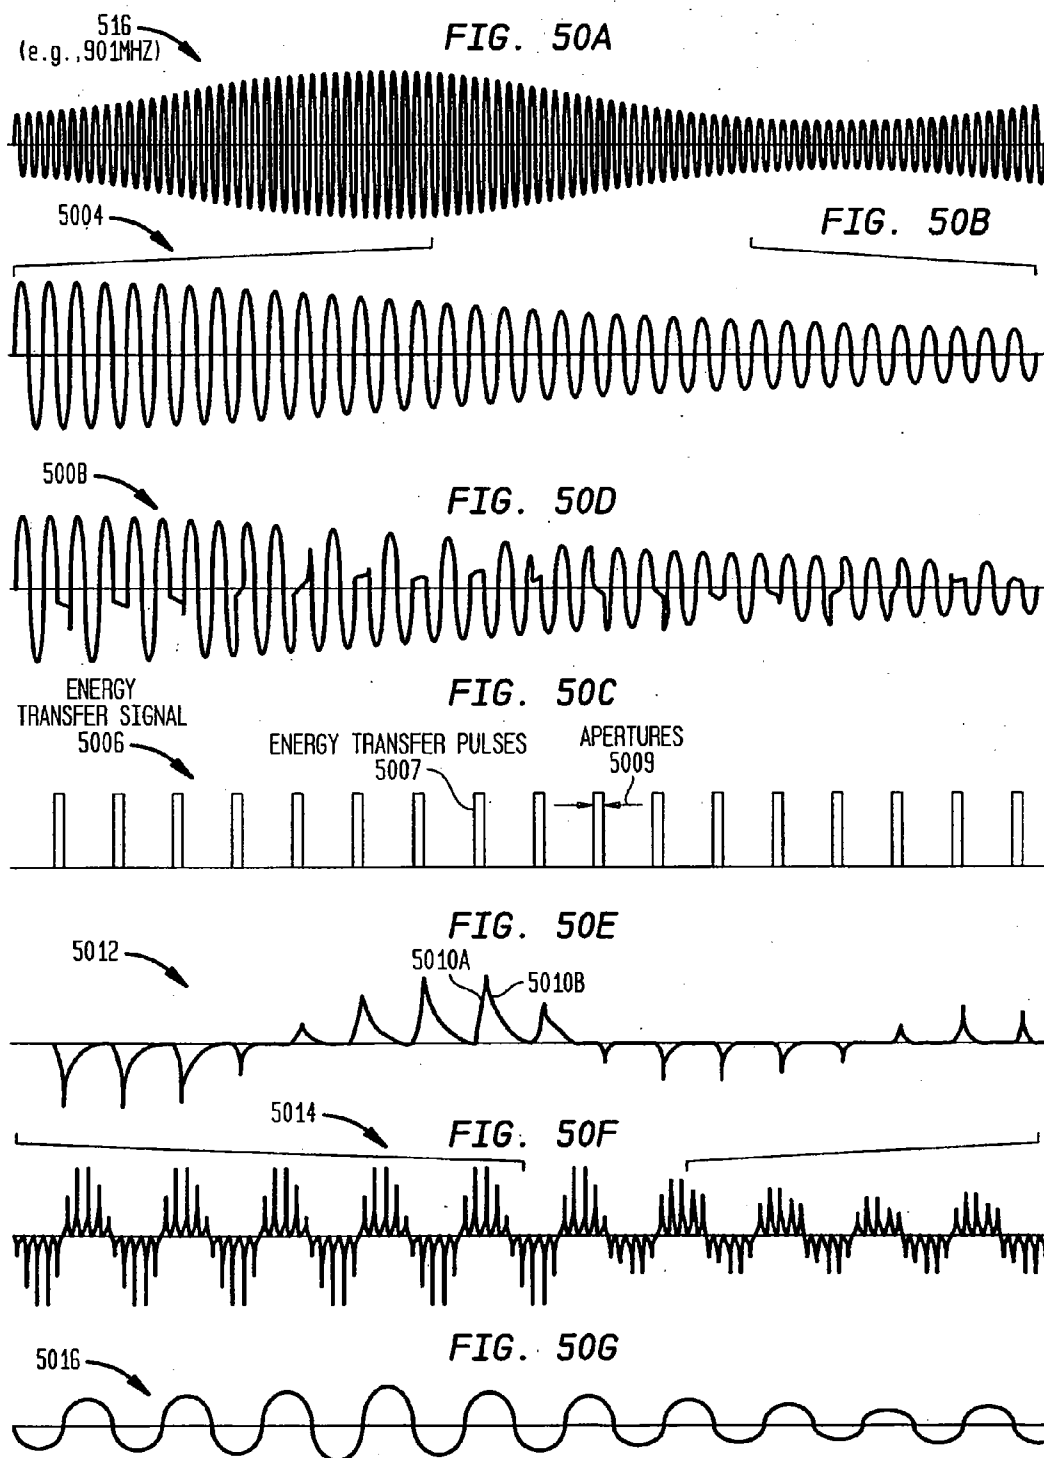 516
(e.g.,901MHZ)
FIG. 50A
5004
FIG. 50B
5008
FIG. 50D
FIG. 50C
ENERGY
TRANSFER SIGNAL
5006
ENERGY TRANSFER PULSES
5007
APERTURES
5009
FIG. 50E
5012
5010A
5010B
5014
FIG. 50F
FIG. 50G
5016